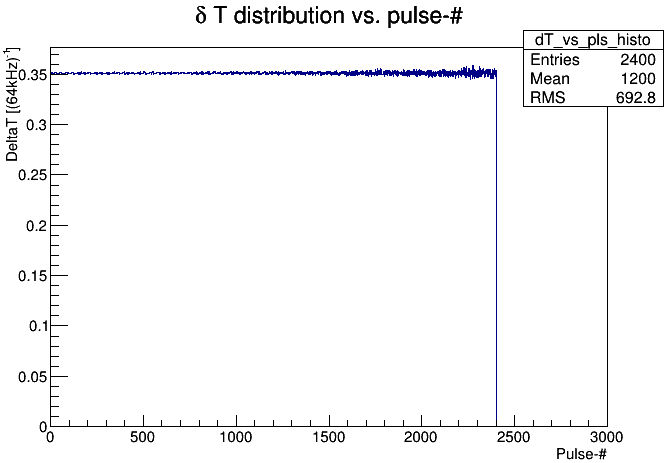 δ T distribution vs. pulse-#
dT_vs_pls_histo
Entries 2400
Mean 1200
RMS 692.8
DeltaT [(64kHz)⁻¹]
0.35
0.3
0.25
0.2
0.15
0.1
0.05
0
0 500 1000 1500 2000 2500 3000
Pulse-#